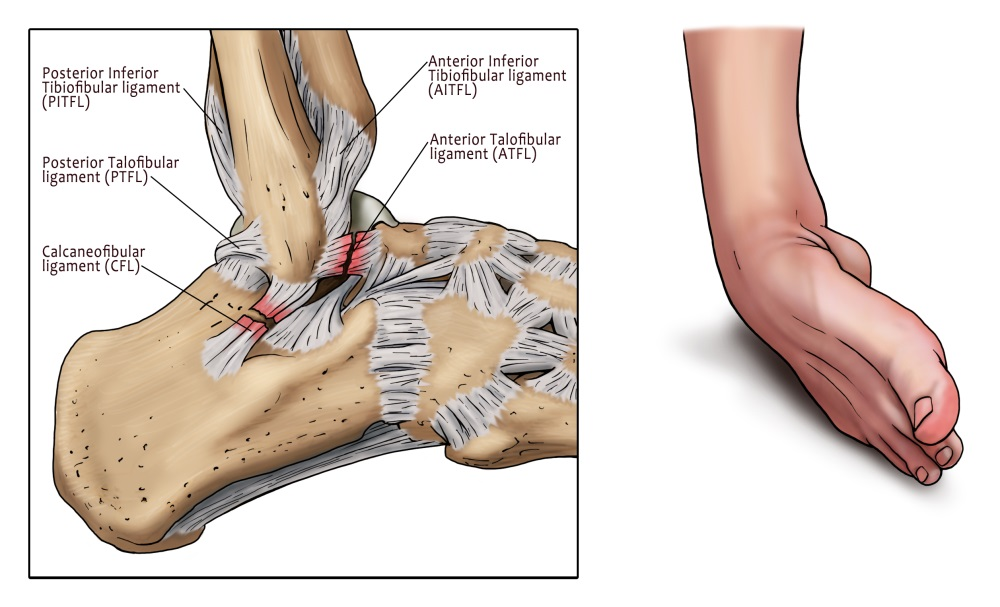 Posterior Inferior
Tibiofibular ligament
(PITFL)
Anterior Inferior
Tibiofibular ligament
(AITFL)
Posterior Talofibular
ligament (PTFL)
Anterior Talofibular
ligament (ATFL)
Calcaneofibular
ligament (CFL)